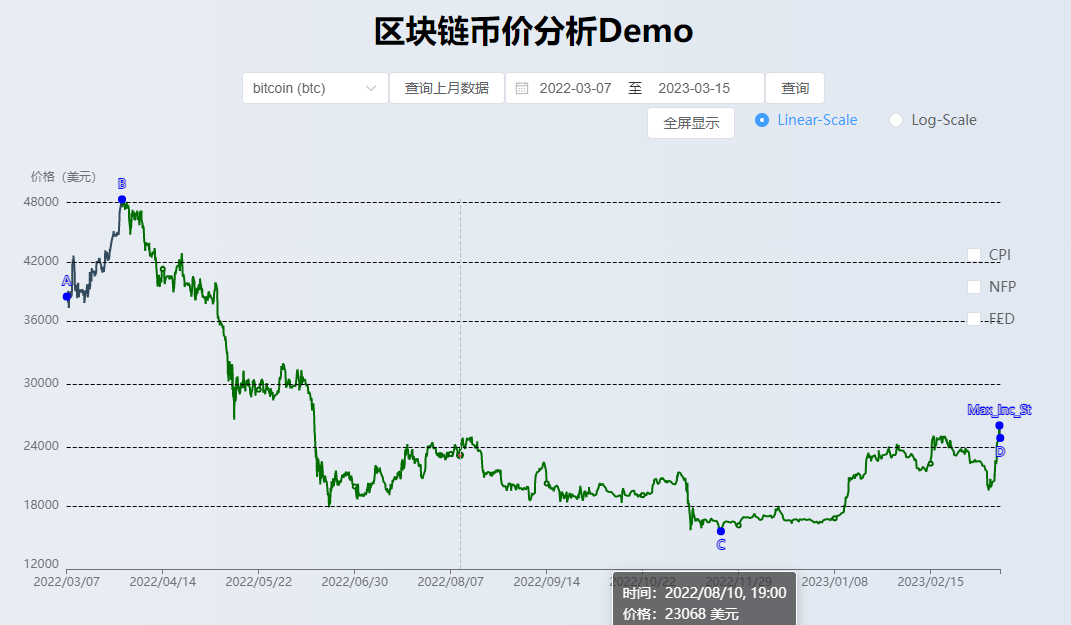 区块链币价分析Demo
bitcoin (btc) 查询上月数据 2022-03-07 至 2023-03-15 查询
全屏显示 Linear-Scale Log-Scale
价格（美元）
B
48000
CPI
42000
A
NFP
36000
FED
30000
Max_Inc_St
24000
D
18000
C
12000
2022/03/07 2022/04/14 2022/05/22 2022/06/30 2022/08/07 2022/09/14 2022/10/22 2022/11/29 2023/01/08 2023/02/15
时间：2022/08/10, 19:00
价格：23068 美元